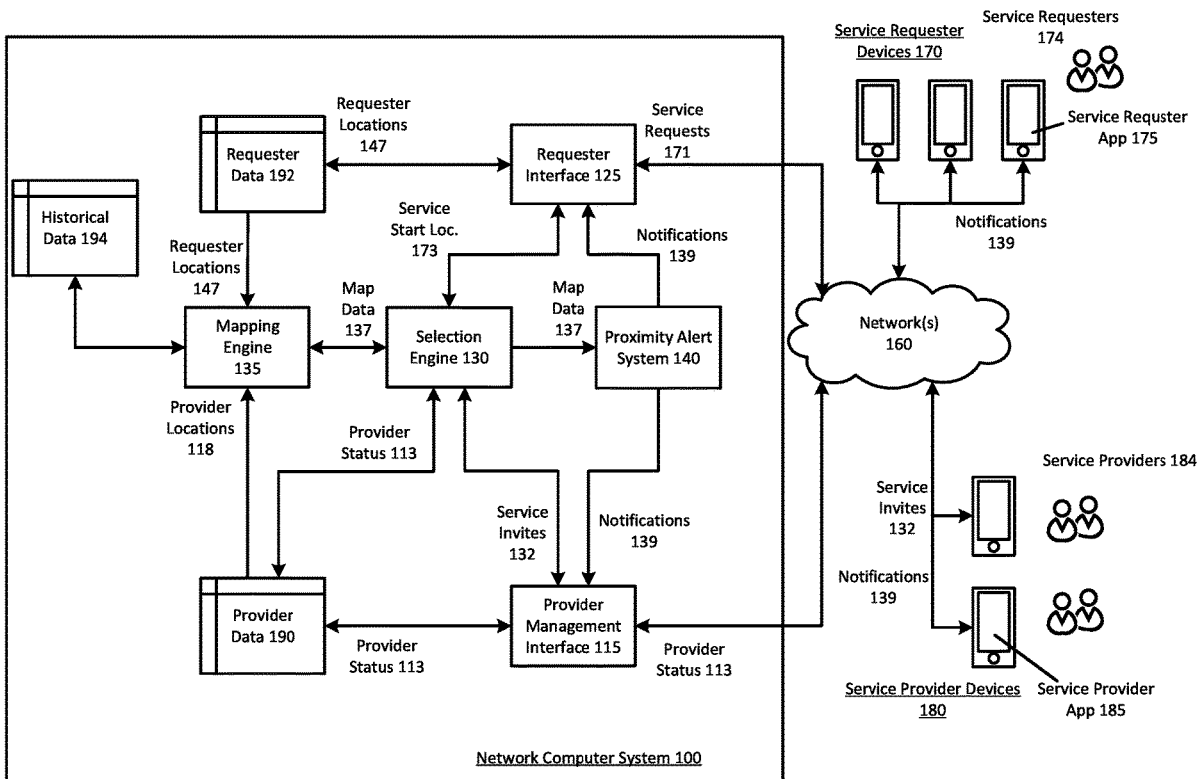 Service Requesters
174
Service Requester
Devices 170
Service Requster
App 175
Requester
Locations
147
Service
Requests
171
Requester
Data 192
Requester
Interface 125
Historical
Data 194
Service
Start Loc.
173
Notifications
139
Notifications
139
Requester
Locations
147
Map
Data
137
Map
Data
137
Mapping
Engine
135
Selection
Engine 130
Proximity Alert
System 140
Network(s)
160
Provider
Locations
118
Provider
Status 113
Service Providers 184
Service
Invites
132
Notifications
139
Service
Invites
132
Notifications
139
Provider
Data 190
Provider
Management
Interface 115
Provider
Status 113
Provider
Status 113
Service Provider Devices
180
Service Provider
App 185
Network Computer System 100